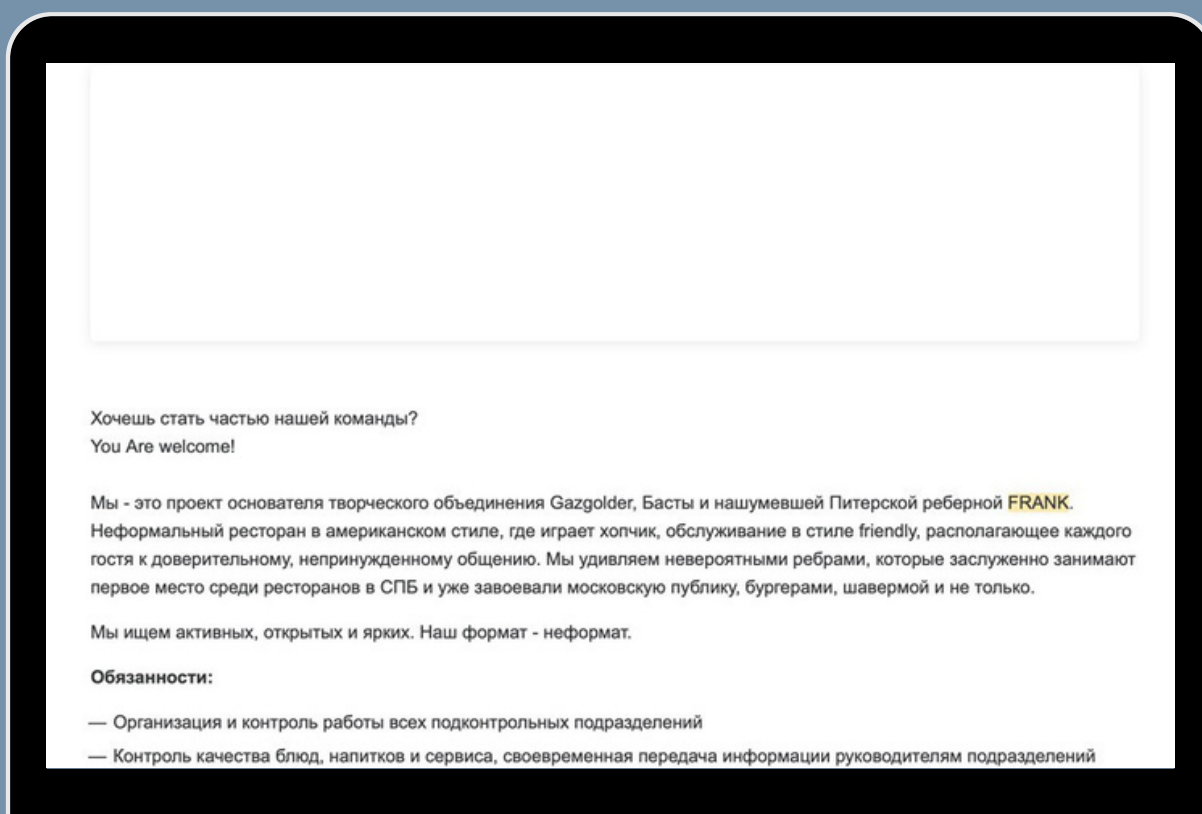 Хочешь стать частью нашей команды?
You Are welcome!
Мы - это проект основателя творческого объединения Gazgolder, Басты и нашумевшей Питерской реберной FRANK.
Неформальный ресторан в американском стиле, где играет хопчик, обслуживание в стиле friendly, располагающее каждого
гостя к доверительному, непринужденному общению. Мы удивляем невероятными ребрами, которые заслуженно занимают
первое место среди ресторанов в СПБ и уже завоевали московскую публику, бургерами, шавермой и не только.
Мы ищем активных, открытых и ярких. Наш формат - неформат.
Обязанности:
— Организация и контроль работы всех подконтрольных подразделений
— Контроль качества блюд, напитков и сервиса, своевременная передача информации руководителям подразделений